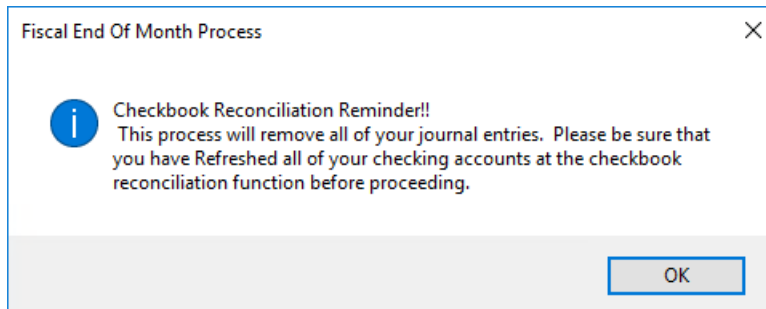 Fiscal End Of Month Process
Checkbook Reconciliation Reminder!!
This process will remove all of your journal entries.  Please be sure that
you have Refreshed all of your checking accounts at the checkbook
reconciliation function before proceeding.
OK